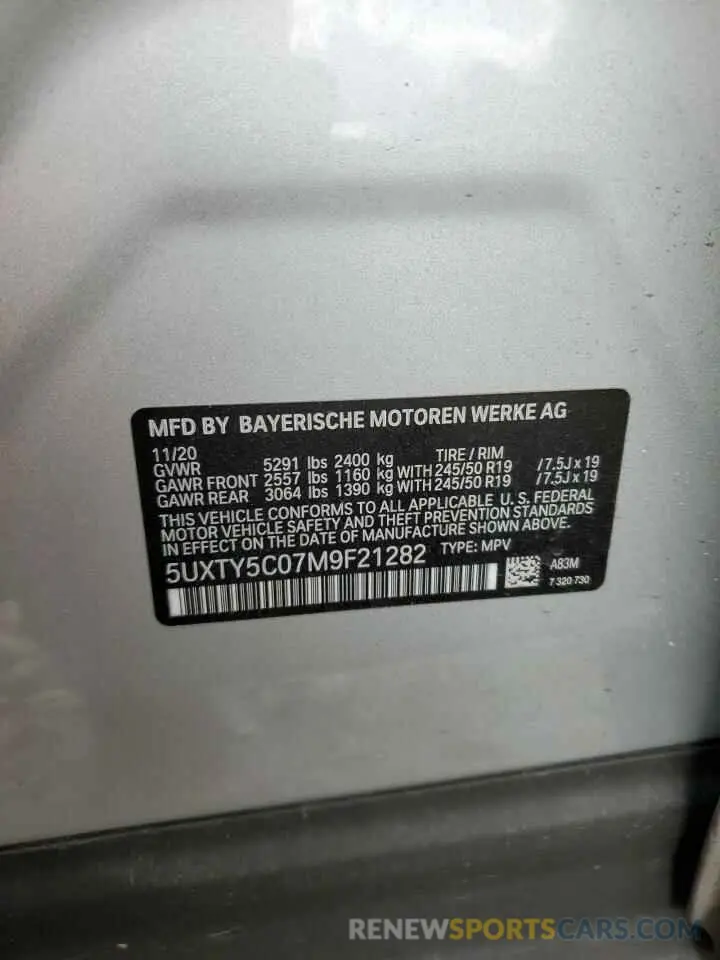 MFD BY BAYERISCHE MOTOREN WERKE AG
11/20 TIRE / RIM
GVWR 5291 lbs 2400 kg
GAWR FRONT 2557 lbs 1160 kg WITH 245/50 R19 / 7.5J x 19
GAWR REAR 3064 lbs 1390 kg WITH 245/50 R19 / 7.5J x 19
THIS VEHICLE CONFORMS TO ALL APPLICABLE U. S. FEDERAL
MOTOR VEHICLE SAFETY AND THEFT PREVENTION STANDARDS
IN EFFECT ON THE DATE OF MANUFACTURE SHOWN ABOVE.
5UXTY5C07M9F21282 TYPE: MPV
A83M
7 320 730
RENEWSPORTSCARS.COM